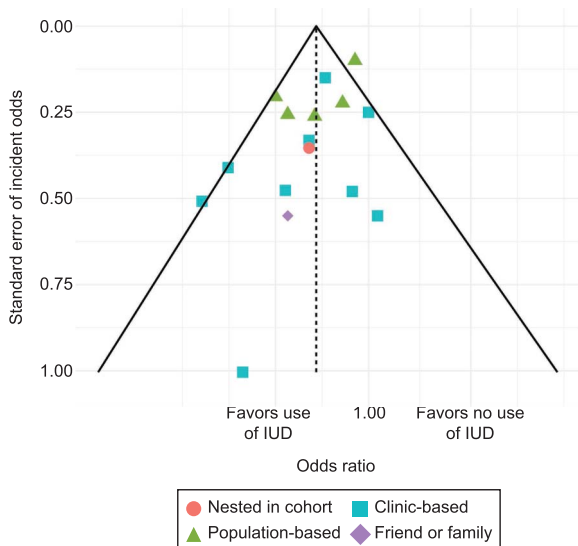 0.00
0.25
0.50
0.75
1.00
Standard error of incident odds
Favors use
of IUD
1.00
Favors no use
of IUD
Odds ratio
Nested in cohort
Clinic-based
Population-based
Friend or family